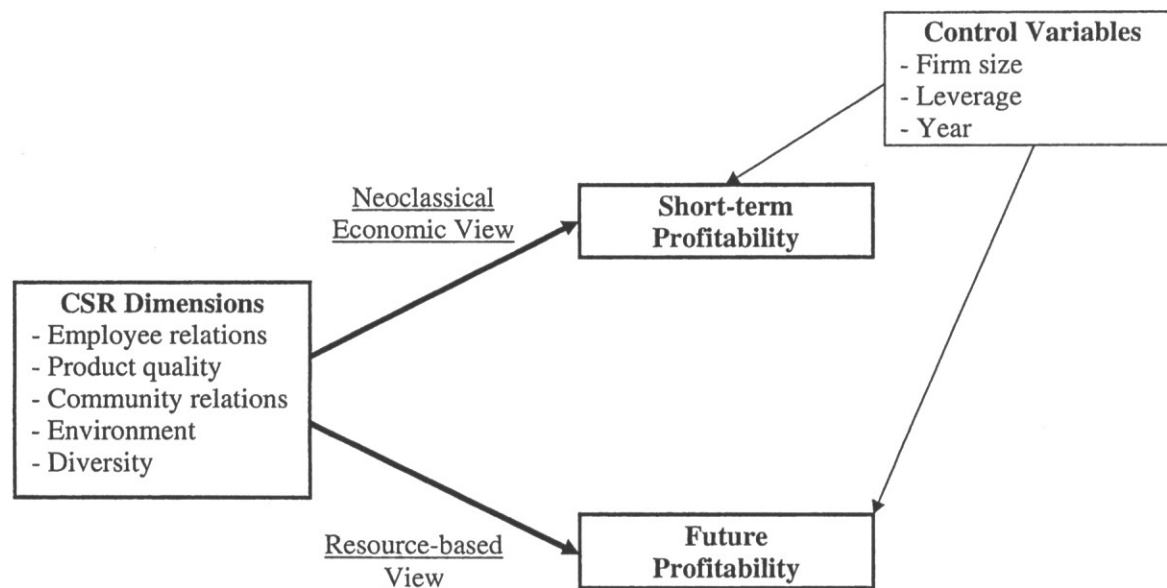 Control Variables
- Firm size
- Leverage
- Year
Neoclassical
Economic View
Short-term
Profitability
CSR Dimensions
- Employee relations
- Product quality
- Community relations
- Environment
- Diversity
Resource-based
View
Future
Profitability